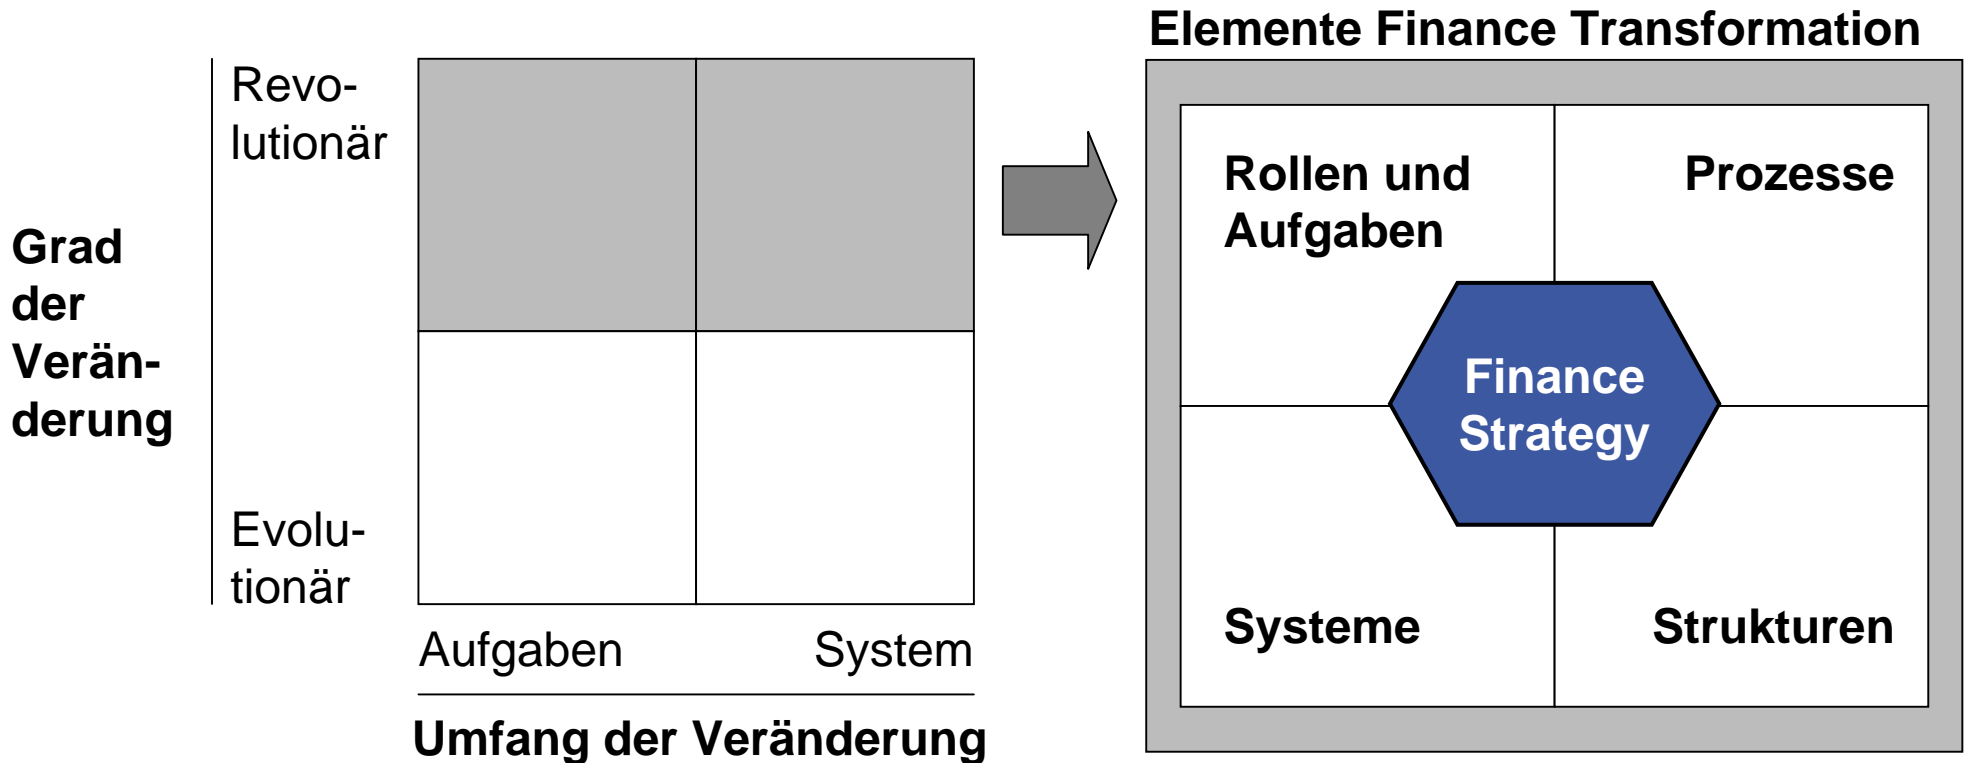 Elemente Finance Transformation
Revo-
lutionär
Grad
der
Verän-
derung
Evolu-
tionär
Aufgaben
System
Umfang der Veränderung
Rollen und
Aufgaben
Prozesse
Finance
Strategy
Systeme
Strukturen